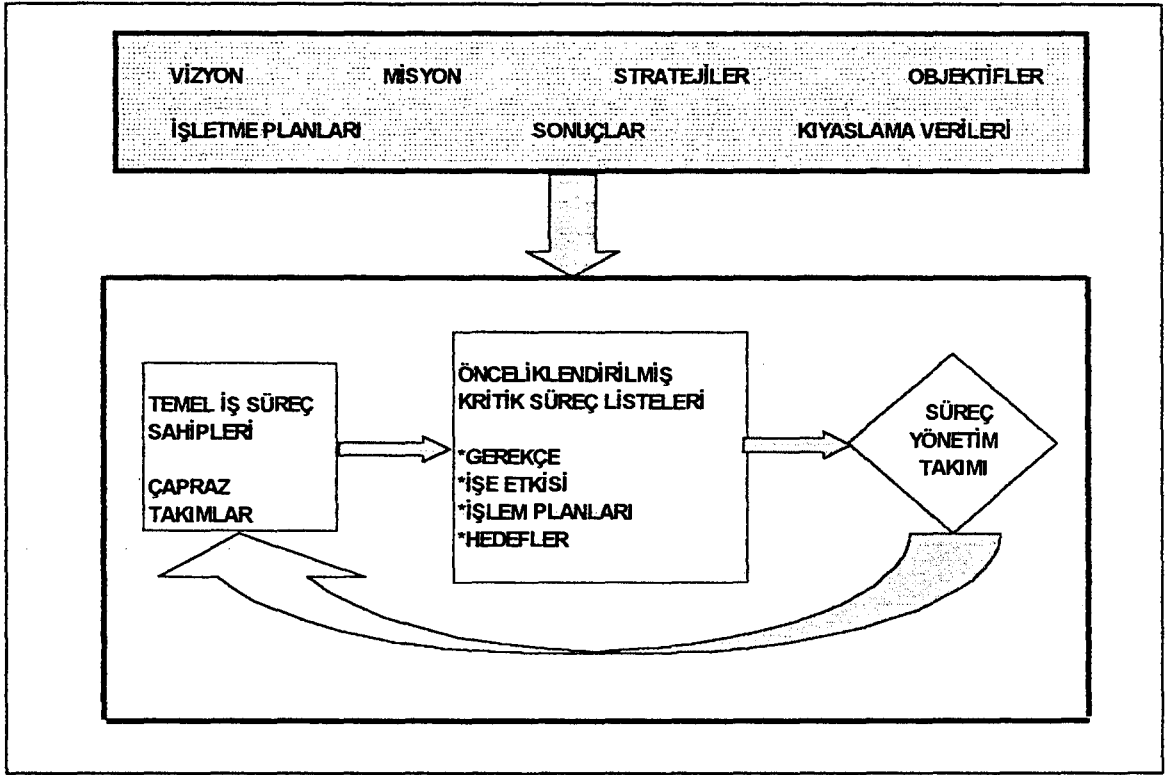 VİZYON MİSYON STRATEJİLER OBJEKTİFLER
İŞLETME PLANLARI SONUÇLAR KIYASLAMA VERİLERİ
TEMEL İŞ SÜREÇ
SAHİPLERİ
ÇAPRAZ
TAKIMLAR
ÖNCELİKLENDİRİLMİŞ
KRİTİK SÜREÇ LİSTELERİ
*GEREKÇE
*İŞE ETKİSİ
*İŞLEM PLANLARI
*HEDEFLER
SÜREÇ
YÖNETİM
TAKIMI